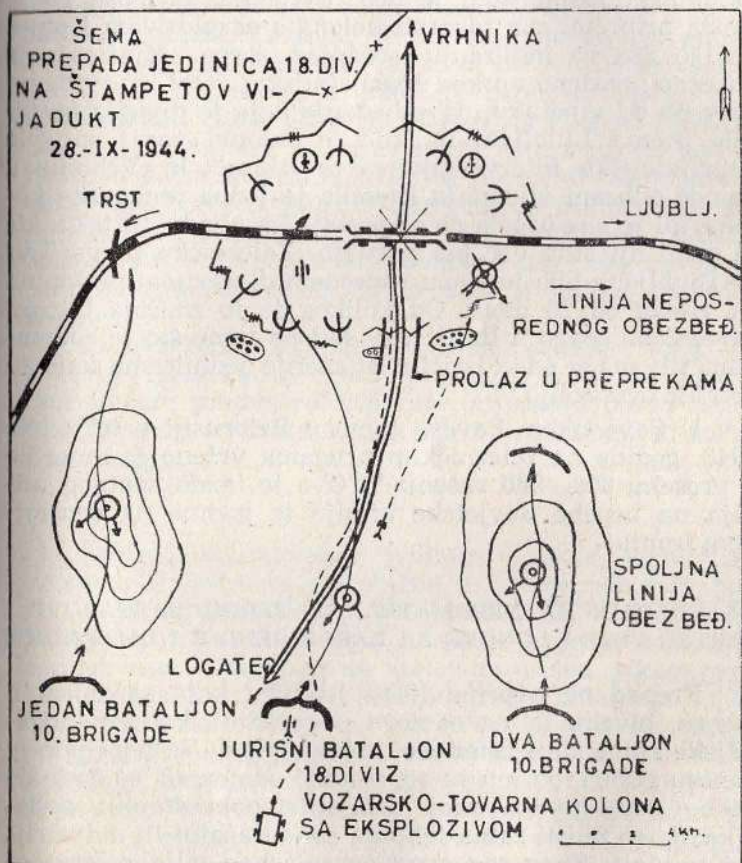 ŠEMA
PREPADA JEDINICA 18.DIV.
NA ŠTAMPETOV VI-
JADUKT
28.-IX-1944.
VRHNIKA
TRST
LJUBLJ.
LINIJA NEPOS-
REDNOG OBEZBEĐ.
PROLAZ U PREPREKAMA
SPOLJNA
LINIJA
OBEZBEĐ.
LOGATEC
JEDAN BATALJON
10. BRIGADE
JURIŠNI BATALJON
18.DIVIZ
DVA BATALJON
10.BRIGADE
VOZARSKO-TOVARNA KOLONA
SA EKSPLOZIVOM